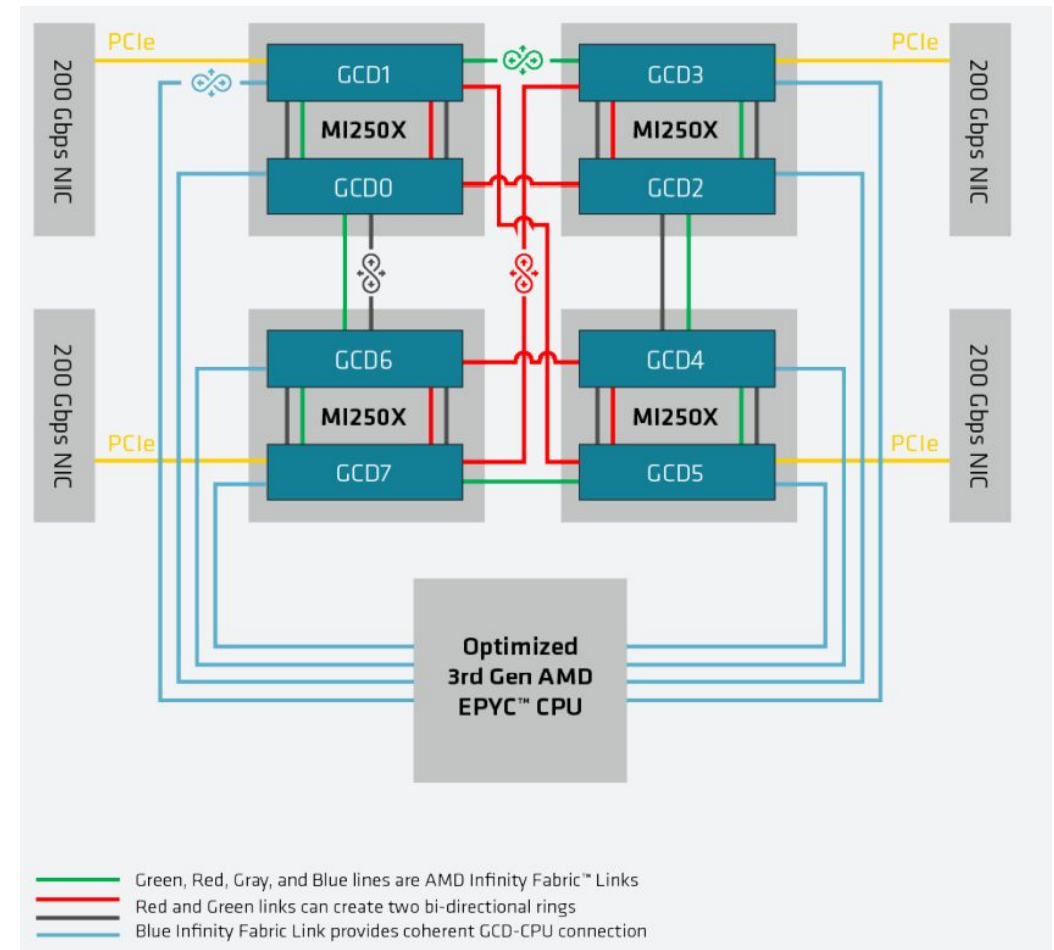 200 Gbps NIC
PCIe
GCD1
MI250X
GCD0
GCD3
MI250X
GCD2
PCIe
200 Gbps NIC
200 Gbps NIC
PCIe
GCD6
MI250X
GCD7
GCD4
MI250X
GCD5
PCIe
200 Gbps NIC
Optimized
3rd Gen AMD
EPYC™ CPU
Green, Red, Gray, and Blue lines are AMD Infinity Fabric™ Links
Red and Green links can create two bi-directional rings
Blue Infinity Fabric Link provides coherent GCD-CPU connection